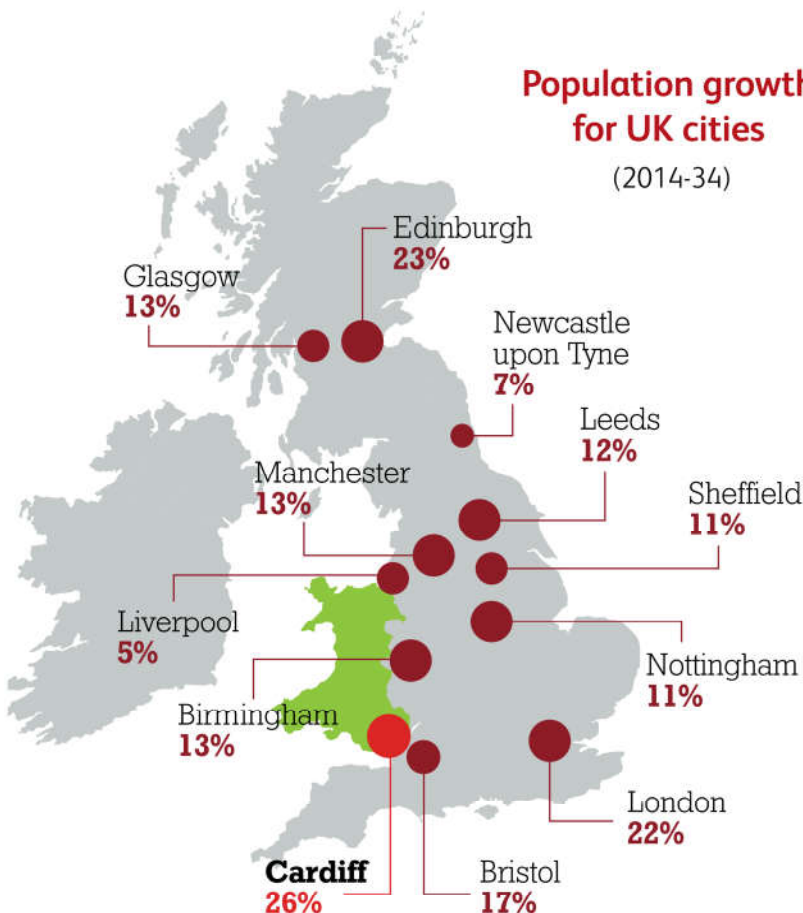 Population growth
for UK cities
(2014-34)
Edinburgh
23%
Glasgow
13%
Newcastle
upon Tyne
7%
Leeds
12%
Manchester
13%
Sheffield
11%
Liverpool
5%
Nottingham
11%
Birmingham
13%
London
22%
Cardiff
26%
Bristol
17%